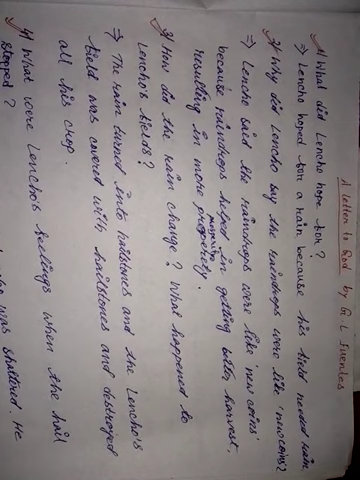 A letter to God by G. L Fuentes
1) What did Lencho hope for?
⇒ Lencho hoped for a rain because his field needed rain
2) Why did Lencho say the raindrops were like 'new coins'?
⇒ Lencho said the raindrops were like 'new coins'
because raindrops helped in getting better harvest,
resulting in more prosperity.
3) How did the rain change? What happened to
Lencho's fields?
⇒ The rain turned into hailstones and the Lencho's
field was covered with hailstones and destroyed
all his crop.
4) What were Lencho's feelings when the hail
stopped?
was shattered. He